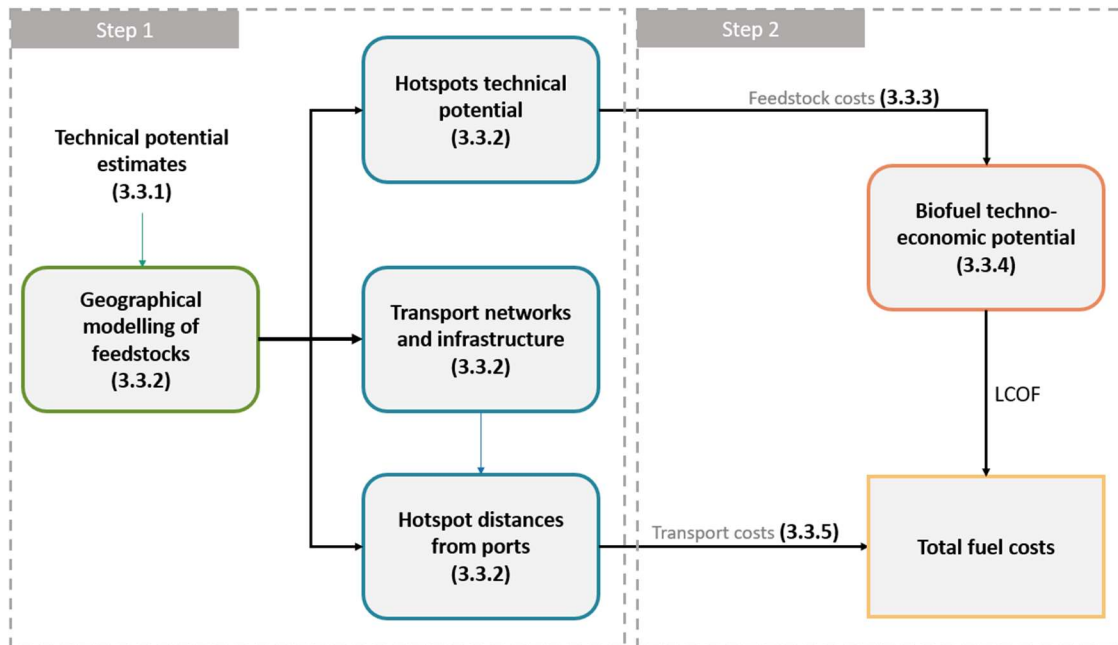 Step 1
Technical potential
estimates
(3.3.1)
Geographical
modelling of
feedstocks
(3.3.2)
Hotspots technical
potential
(3.3.2)
Transport networks
and infrastructure
(3.3.2)
Hotspot distances
from ports
(3.3.2)
Step 2
Feedstock costs (3.3.3)
Biofuel techno-
economic potential
(3.3.4)
LCOF
Transport costs (3.3.5)
Total fuel costs